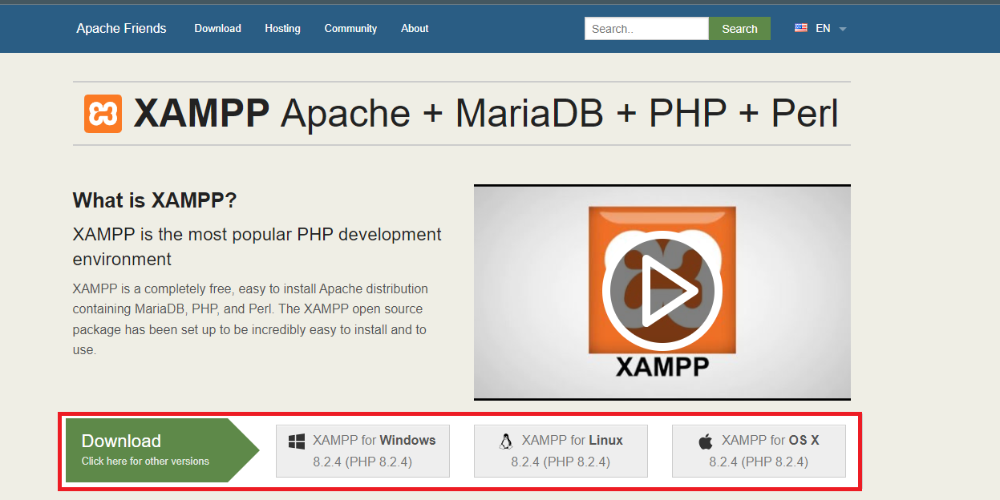 Apache Friends Download Hosting Community About Search.. Search EN
XAMPP Apache + MariaDB + PHP + Perl
What is XAMPP?
XAMPP is the most popular PHP development
environment
XAMPP is a completely free, easy to install Apache distribution
containing MariaDB, PHP, and Perl. The XAMPP open source
package has been set up to be incredibly easy to install and to
use.
XAMPP
Download
Click here for other versions
XAMPP for Windows
8.2.4 (PHP 8.2.4)
XAMPP for Linux
8.2.4 (PHP 8.2.4)
XAMPP for OS X
8.2.4 (PHP 8.2.4)